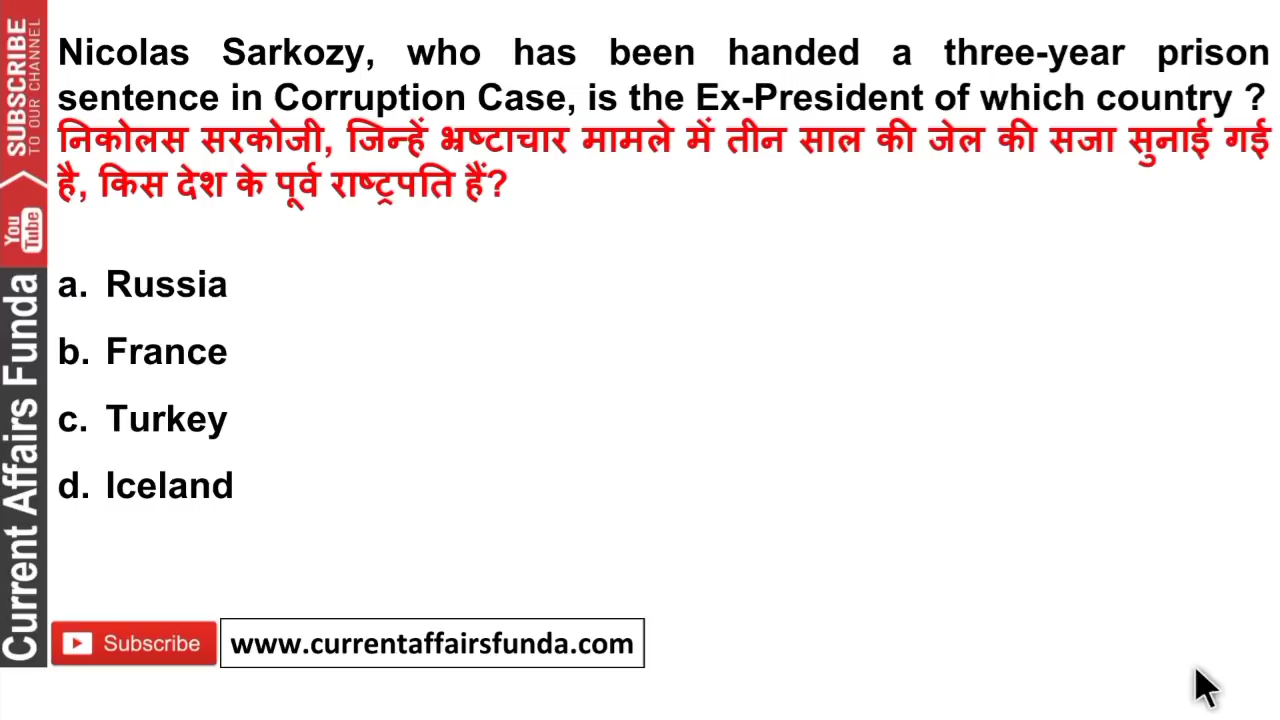 Nicolas Sarkozy, who has been handed a three-year prison
sentence in Corruption Case, is the Ex-President of which country ?
निकोलस सरकोजी, जिन्हें भ्रष्टाचार मामले में तीन साल की जेल की सजा सुनाई गई
है, किस देश के पूर्व राष्ट्रपति हैं?
a. Russia
b. France
c. Turkey
d. Iceland
SUBSCRIBE
TO OUR CHANNEL
You
Tube
Current Affairs Funda
Subscribe
www.currentaffairsfunda.com